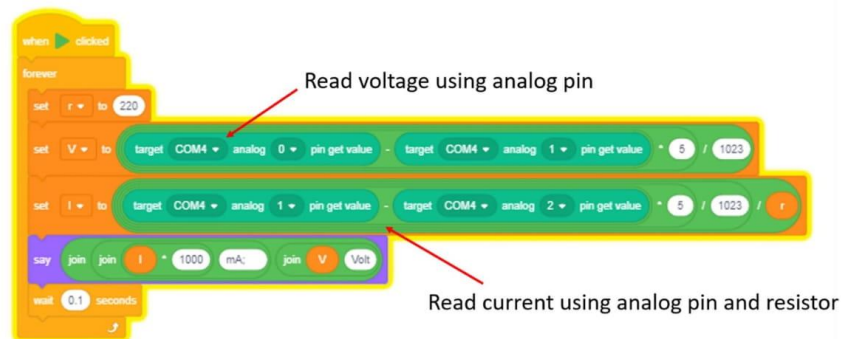 when clicked
forever
Read voltage using analog pin
set r to 220
set V to target COM4 analog 0 pin get value - target COM4 analog 1 pin get value * 5 / 1023
set I to target COM4 analog 1 pin get value - target COM4 analog 2 pin get value * 5 / 1023 / r
say join join I * 1000 mA; join V Volt
wait 0.1 seconds
Read current using analog pin and resistor